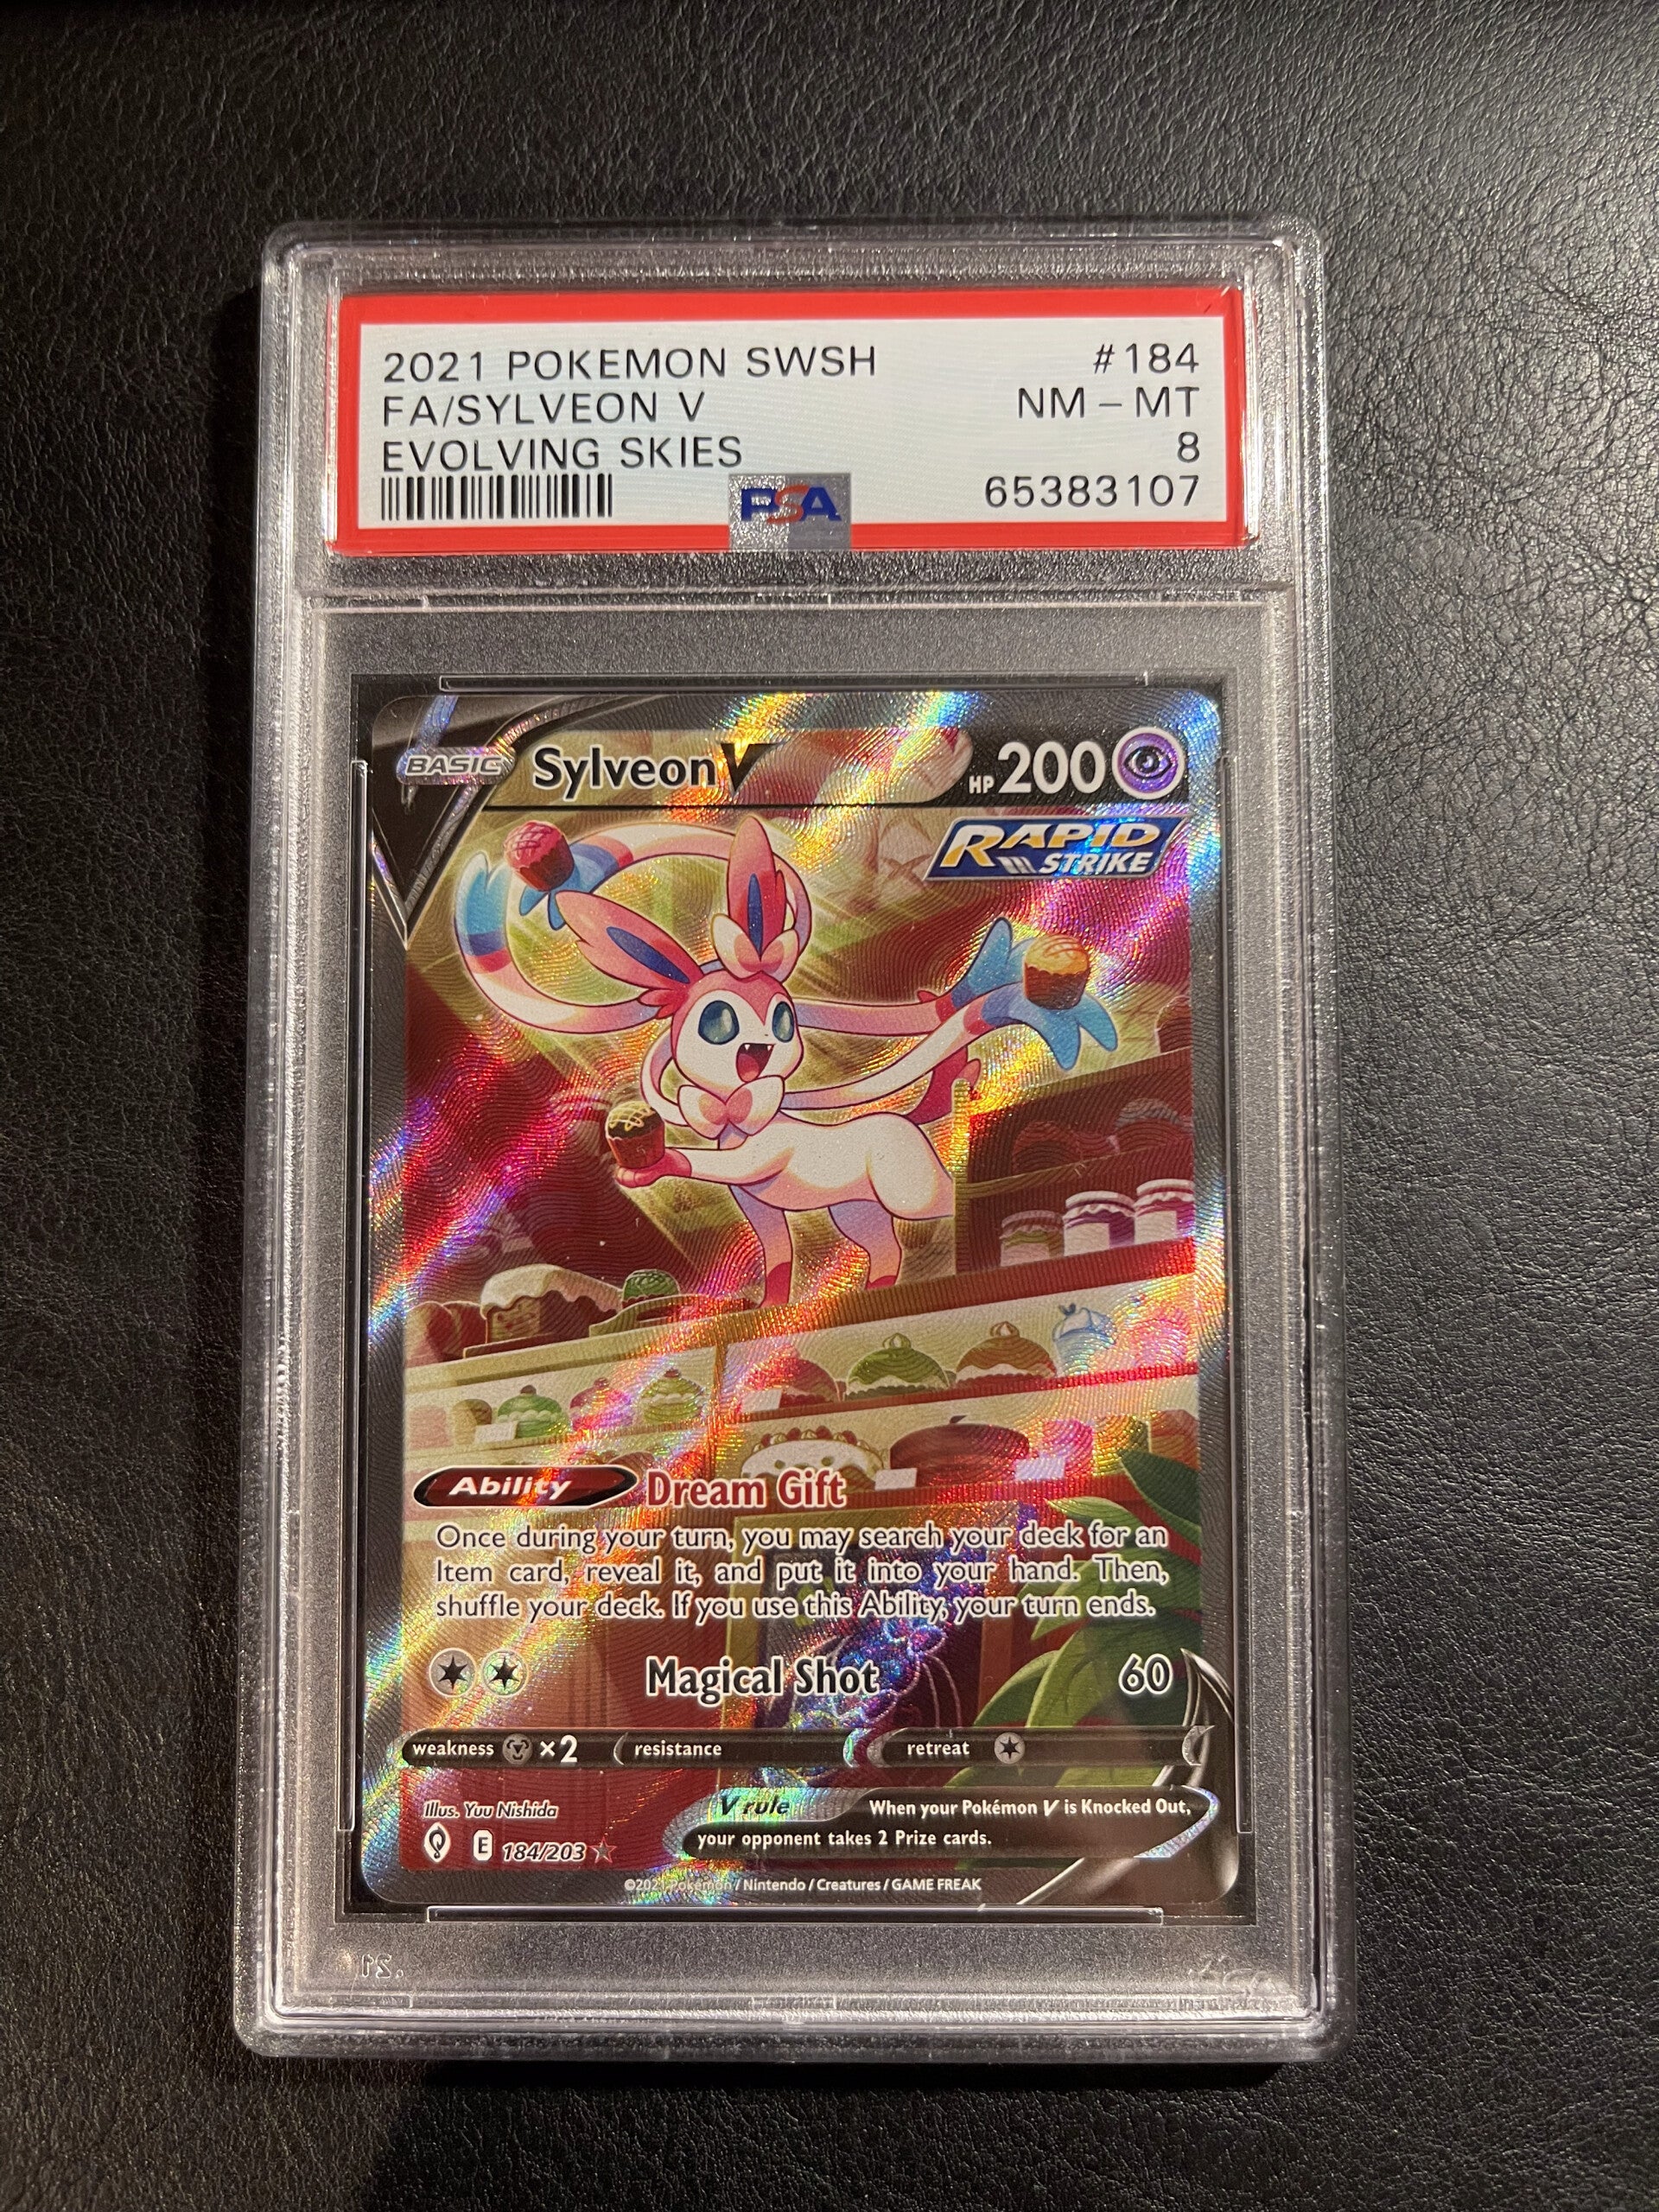 2021 POKEMON SWSH #184
FA/SYLVEON V NM - MT
EVOLVING SKIES 8
PSA 65383107
BASIC Sylveon V HP 200
RAPID STRIKE
Ability Dream Gift
Once during your turn, you may search your deck for an
Item card, reveal it, and put it into your hand. Then,
shuffle your deck. If you use this Ability, your turn ends.
Magical Shot 60
weakness ×2 resistance retreat
Illus. Yuu Nishida
V rule When your Pokémon V is Knocked Out,
your opponent takes 2 Prize cards.
E 184/203
©2021 Pokémon / Nintendo / Creatures / GAME FREAK